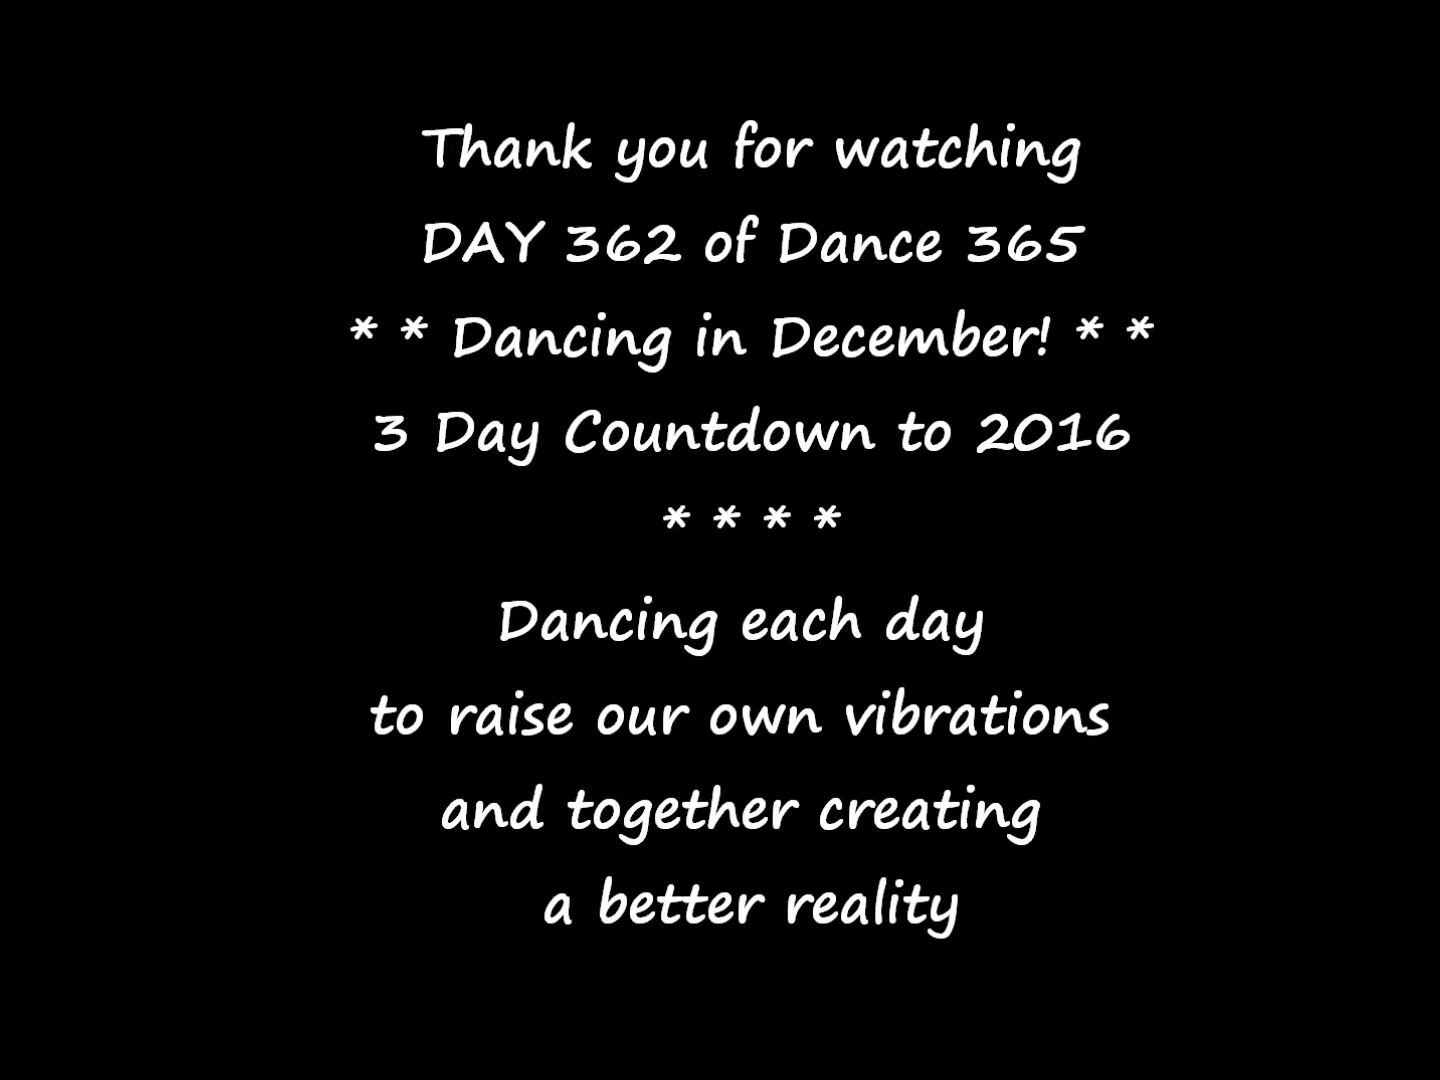 Thank you for watching
DAY 362 of Dance 365
* * Dancing in December! * *
3 Day Countdown to 2016
* * * *
Dancing each day
to raise our own vibrations
and together creating
a better reality